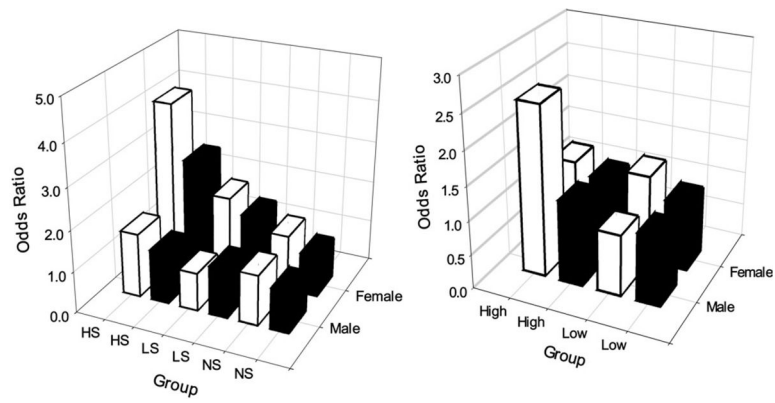 5.0
4.0
3.0
2.0
1.0
0.0
Odds Ratio
HS
HS
LS
LS
NS
NS
Group
Male
Female
3.0
2.5
2.0
1.5
1.0
0.5
0.0
Odds Ratio
High
High
Low
Low
Group
Male
Female